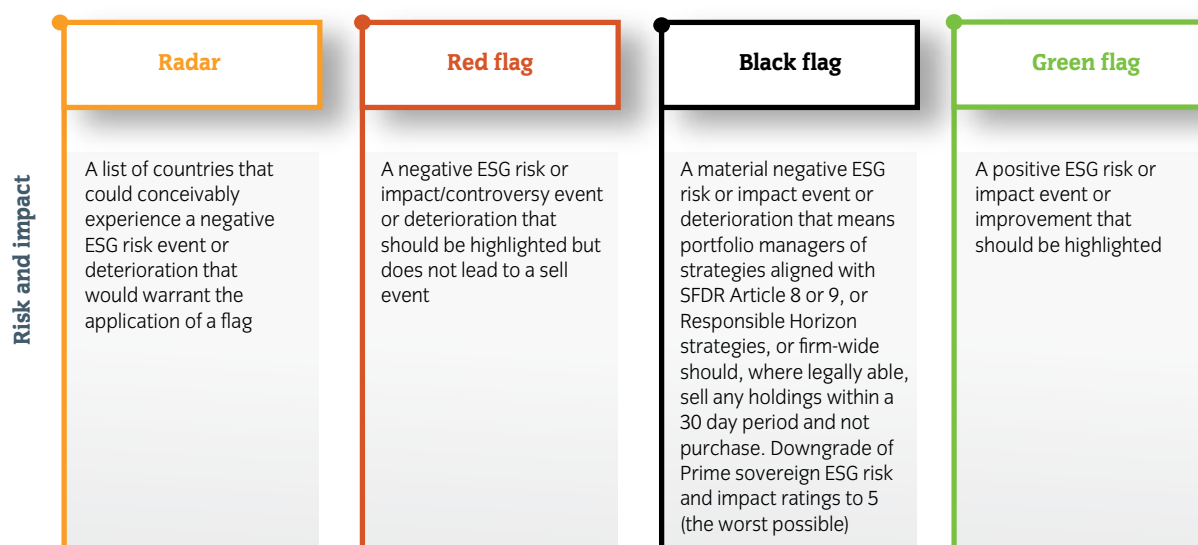 Risk and impact
Radar
A list of countries that
could conceivably
experience a negative
ESG risk event or
deterioration that
would warrant the
application of a flag
Red flag
A negative ESG risk or
impact/controversy event
or deterioration that
should be highlighted but
does not lead to a sell
event
Black flag
A material negative ESG
risk or impact event or
deterioration that means
portfolio managers of
strategies aligned with
SFDR Article 8 or 9, or
Responsible Horizon
strategies, or firm-wide
should, where legally able,
sell any holdings within a
30 day period and not
purchase. Downgrade of
Prime sovereign ESG risk
and impact ratings to 5
(the worst possible)
Green flag
A positive ESG risk or
impact event or
improvement that
should be highlighted